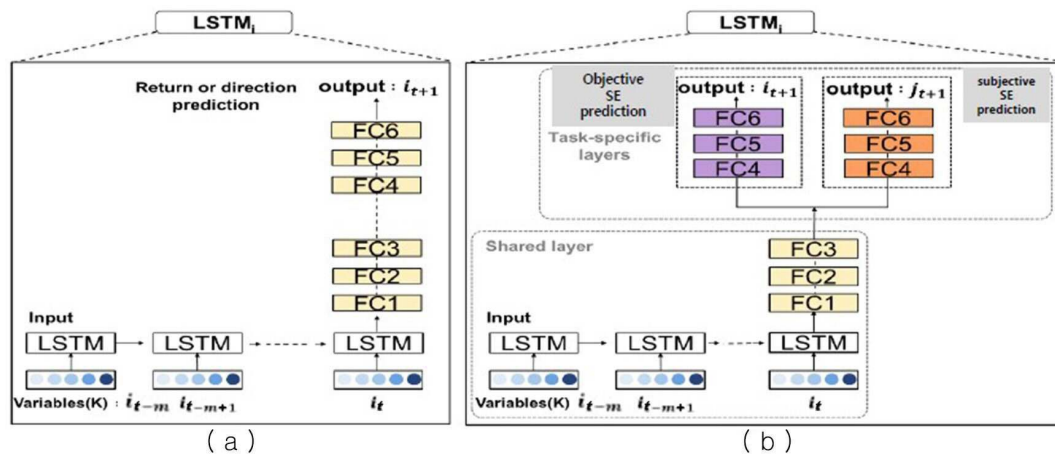 LSTMᵢ
Return or direction
prediction
output : iₜ₊₁
FC6
FC5
FC4
FC3
FC2
FC1
Input
LSTM LSTM LSTM
Variables(K) : iₜ₋ₘ iₜ₋ₘ₊₁ iₜ
( a )
LSTMᵢ
Objective
SE
prediction
output : iₜ₊₁
FC6
FC5
FC4
output : jₜ₊₁
FC6
FC5
FC4
subjective
SE
prediction
Task-specific
layers
Shared layer
FC3
FC2
FC1
Input
LSTM LSTM LSTM
Variables(K) : iₜ₋ₘ iₜ₋ₘ₊₁ iₜ
( b )